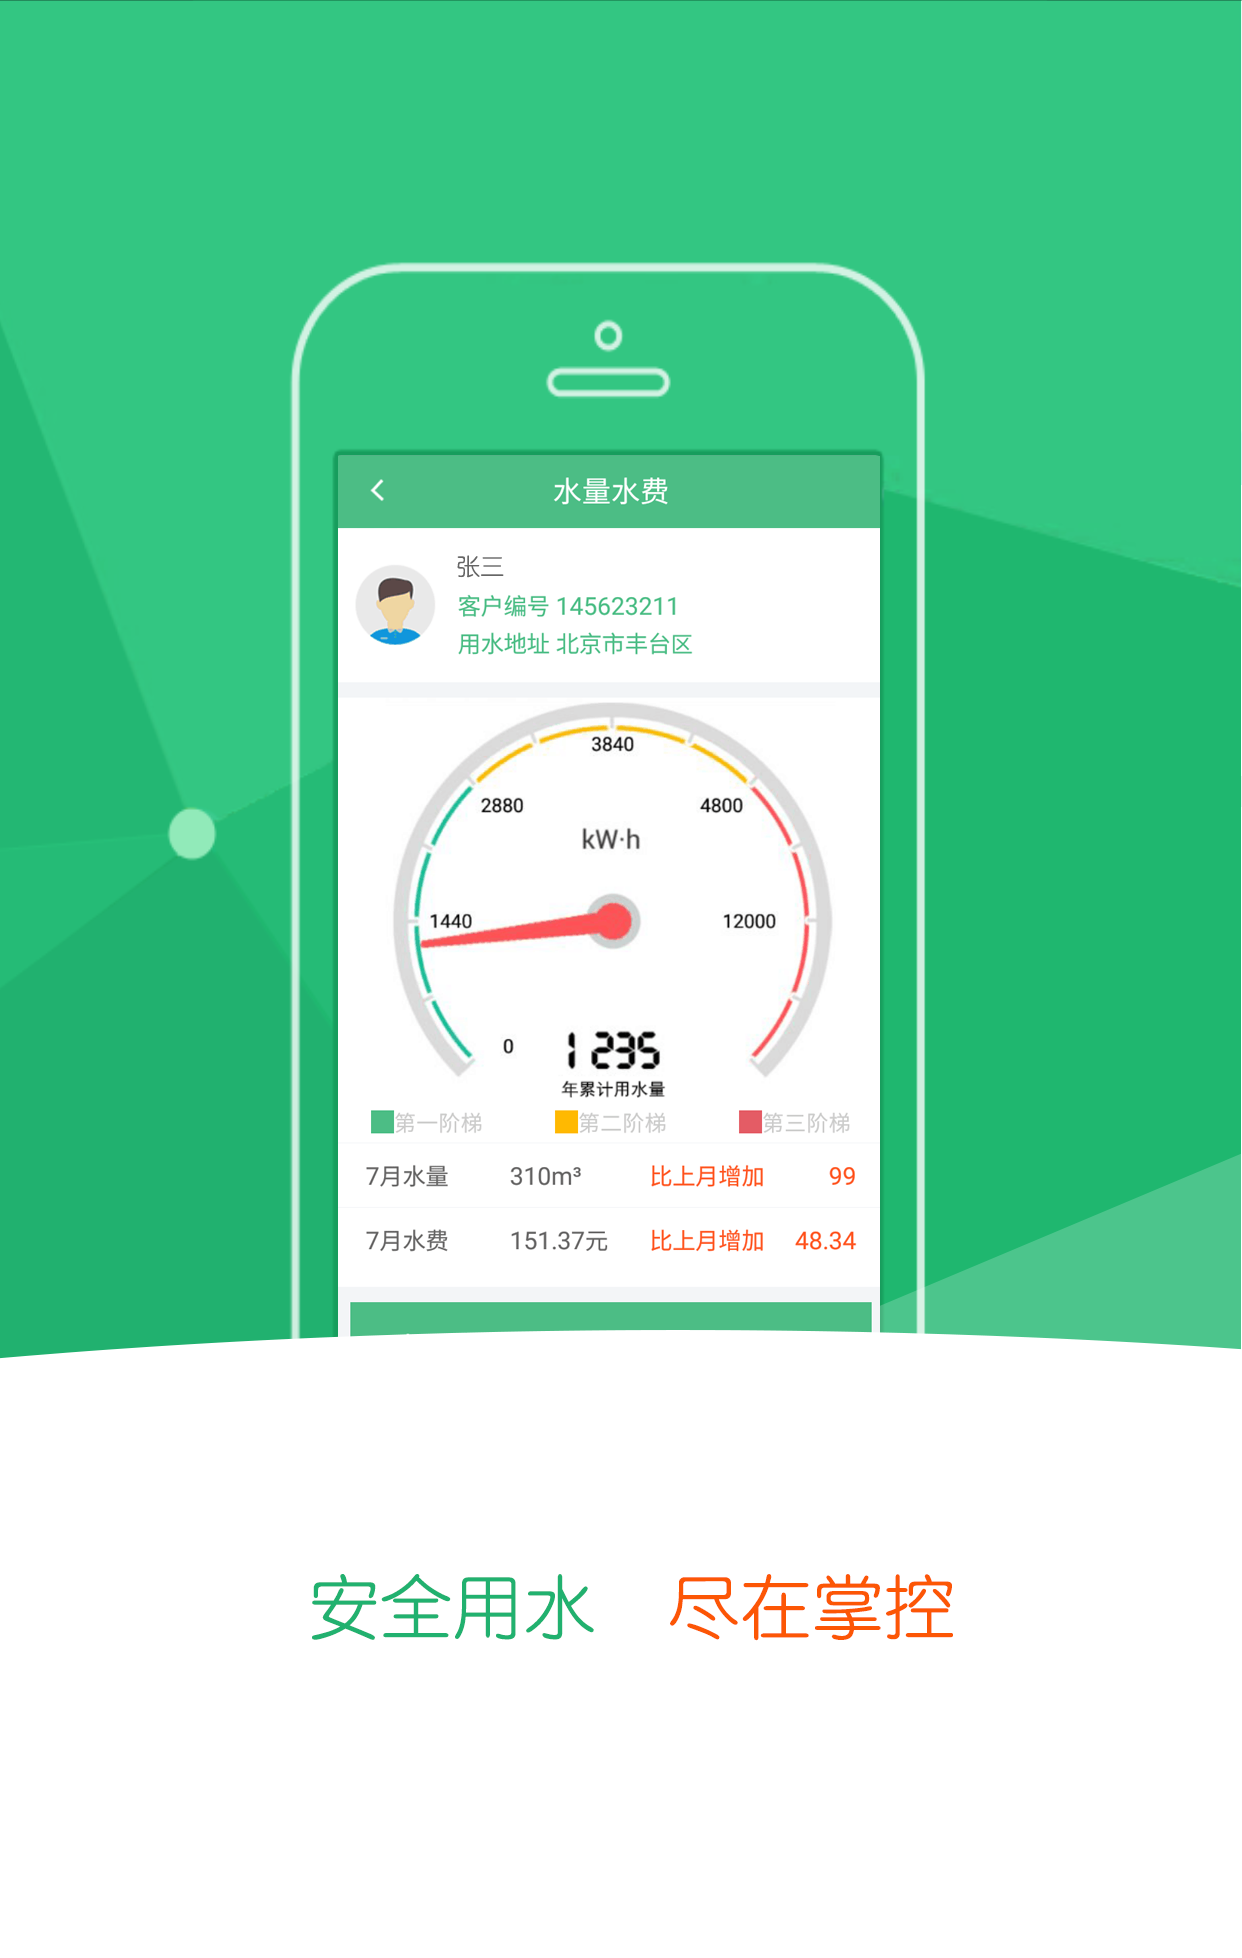 水量水费
张三
客户编号 145623211
用水地址 北京市丰台区
3840
2880
4800
kW·h
1440
12000
0
1235
年累计用水量
第一阶梯 第二阶梯 第三阶梯
7月水量 310m³ 比上月增加 99
7月水费 151.37元 比上月增加 48.34
安全用水 尽在掌控